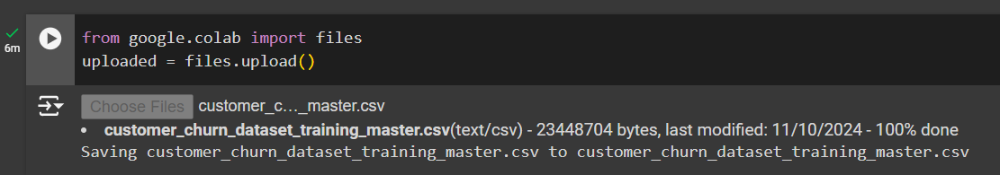 from google.colab import files
6m
uploaded = files.upload()
Choose Files customer_c…_master.csv
• customer_churn_dataset_training_master.csv(text/csv) - 23448704 bytes, last modified: 11/10/2024 - 100% done
Saving customer_churn_dataset_training_master.csv to customer_churn_dataset_training_master.csv